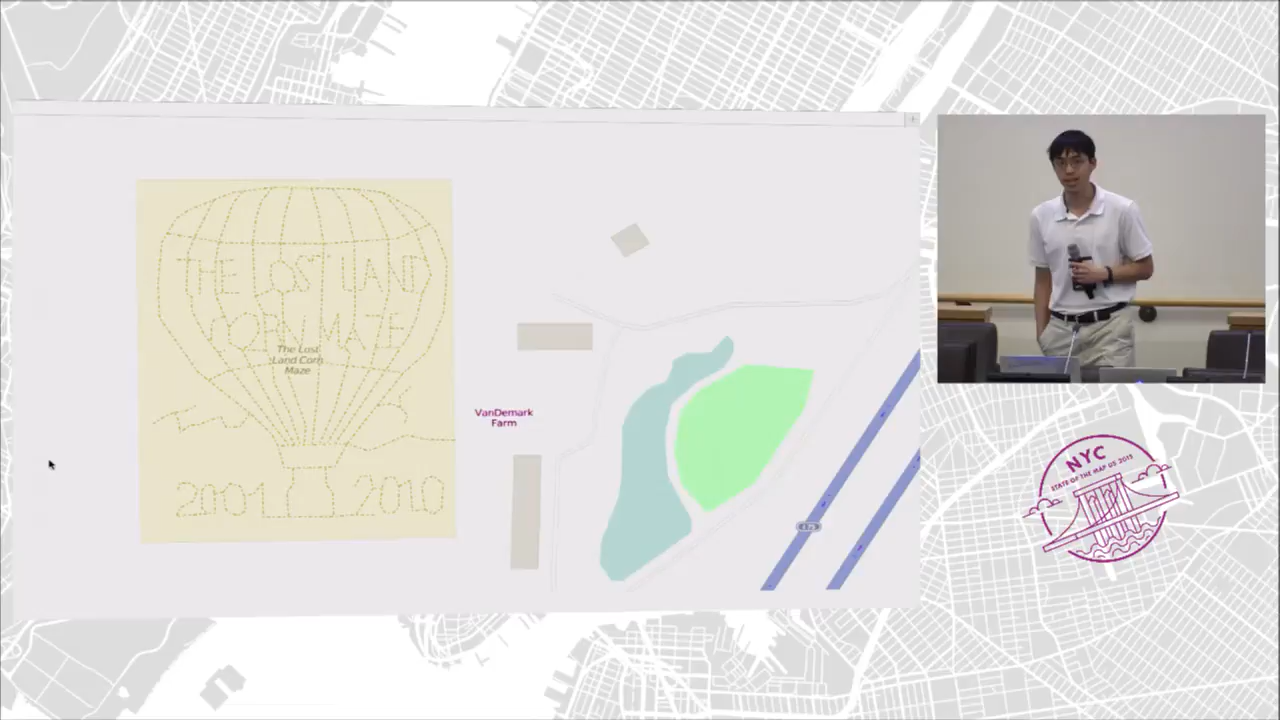 THE LOST LAND
CORN MAZE
The Lost
Land Corn
Maze
VanDemark
Farm
2001 2010
I 75
NYC
STATE OF THE MAP US 2015